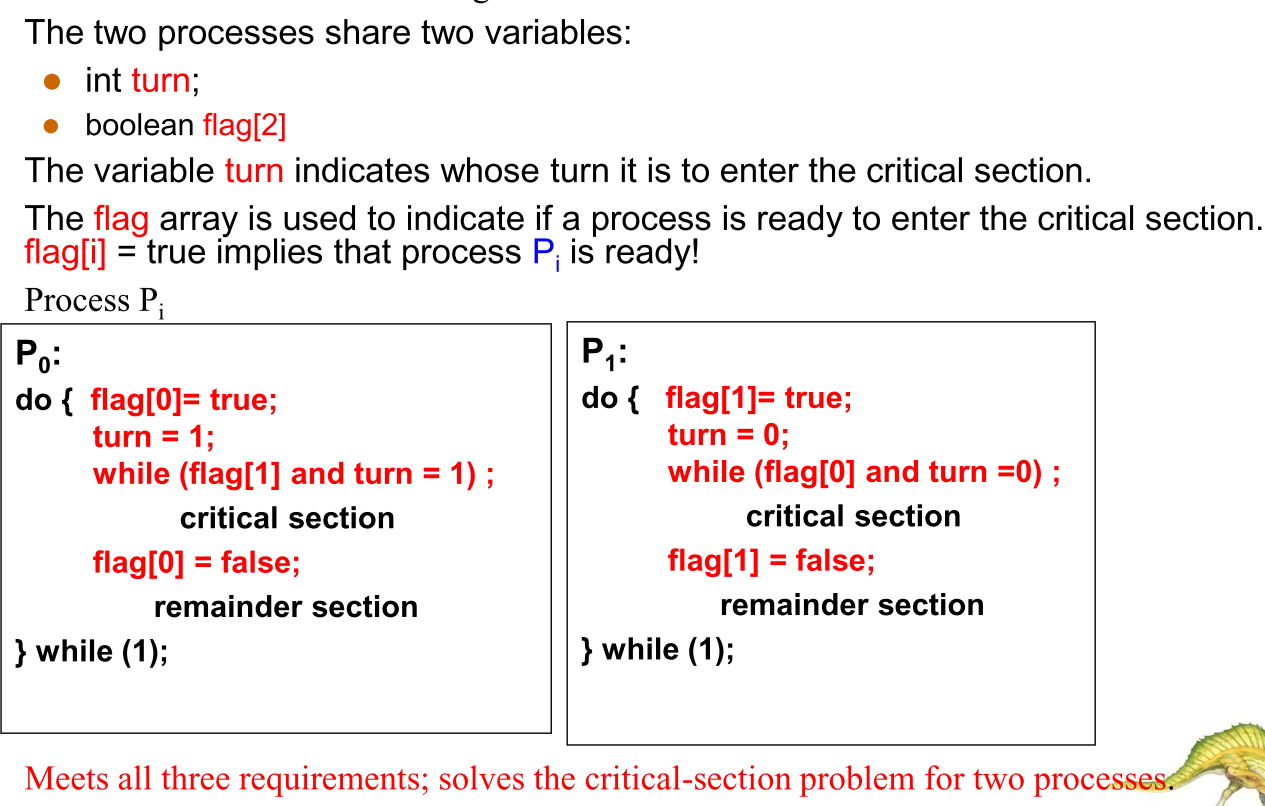 The two processes share two variables:
● int turn;
● boolean flag[2]
The variable turn indicates whose turn it is to enter the critical section.
The flag array is used to indicate if a process is ready to enter the critical section.
flag[i] = true implies that process Pi is ready!
Process Pi
P0:
do { flag[0]= true;
turn = 1;
while (flag[1] and turn = 1) ;
critical section
flag[0] = false;
remainder section
} while (1);
P1:
do { flag[1]= true;
turn = 0;
while (flag[0] and turn =0) ;
critical section
flag[1] = false;
remainder section
} while (1);
Meets all three requirements; solves the critical-section problem for two processes.